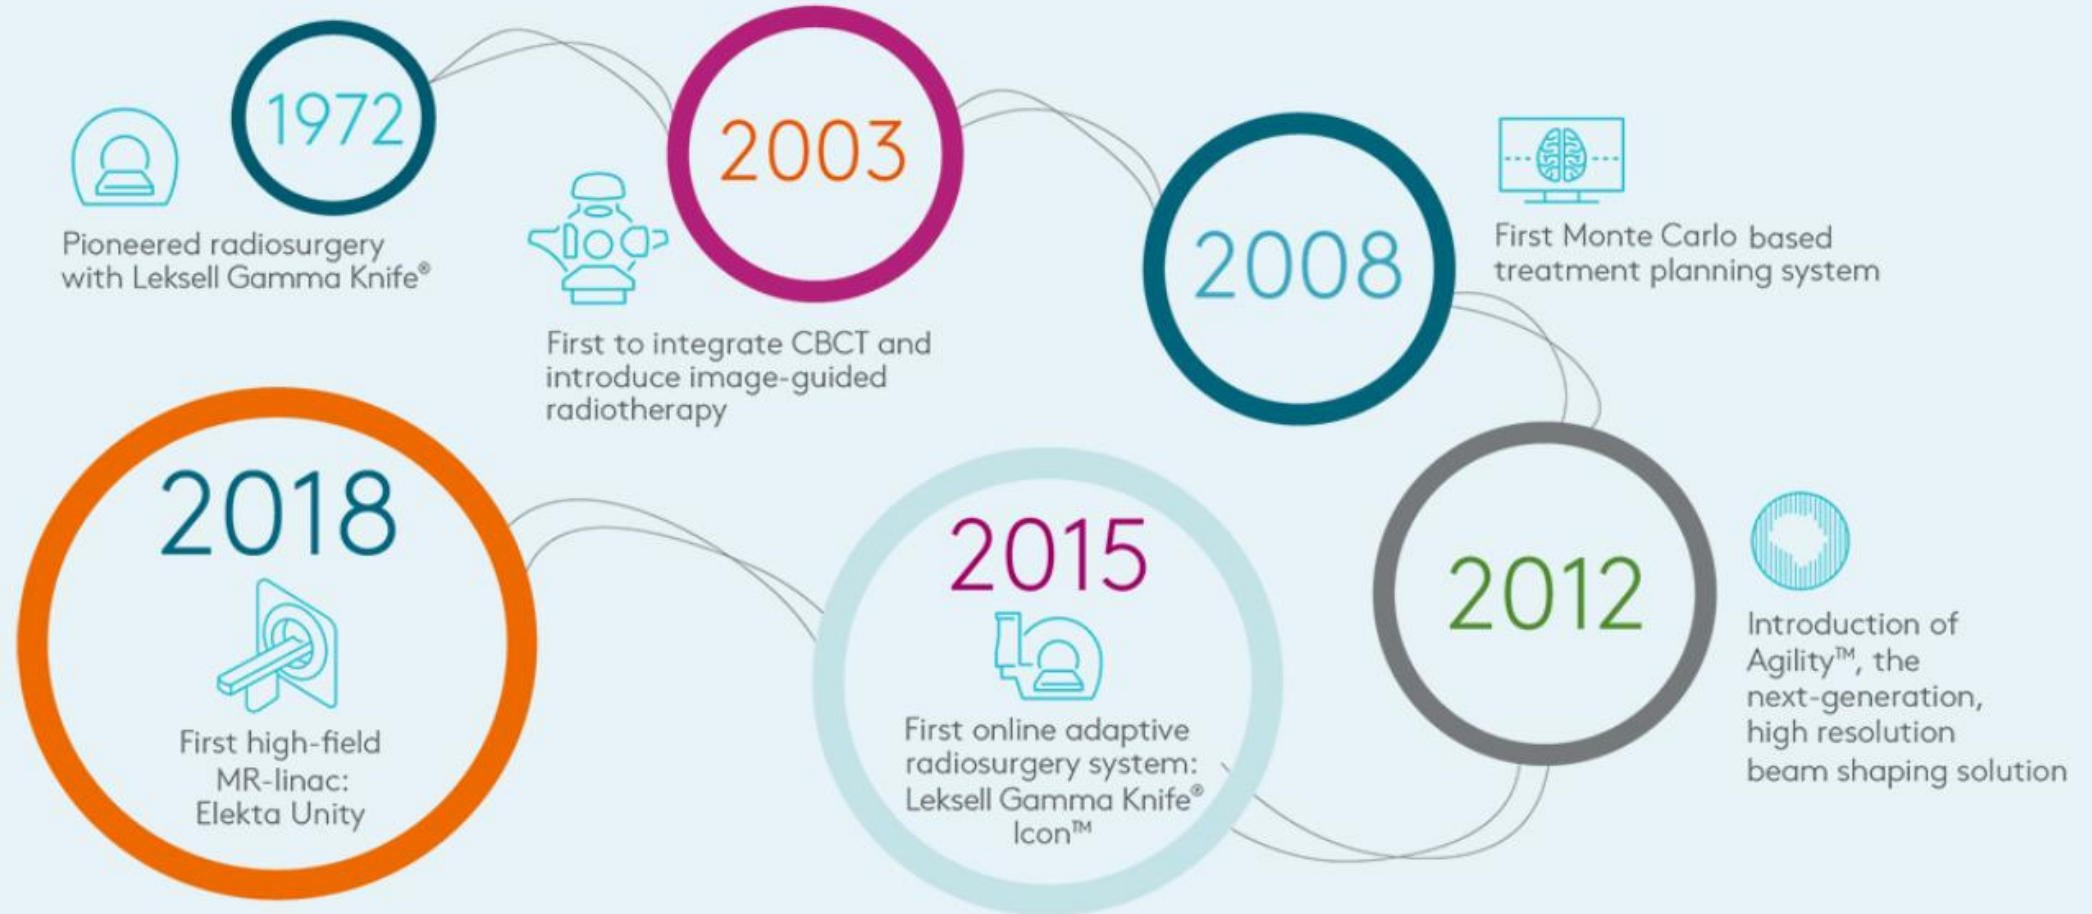 1972
Pioneered radiosurgery
with Leksell Gamma Knife®
2003
First to integrate CBCT and
introduce image-guided
radiotherapy
2008
First Monte Carlo based
treatment planning system
2012
Introduction of
Agility™, the
next-generation,
high resolution
beam shaping solution
2015
First online adaptive
radiosurgery system:
Leksell Gamma Knife®
Icon™
2018
First high-field
MR-linac:
Elekta Unity